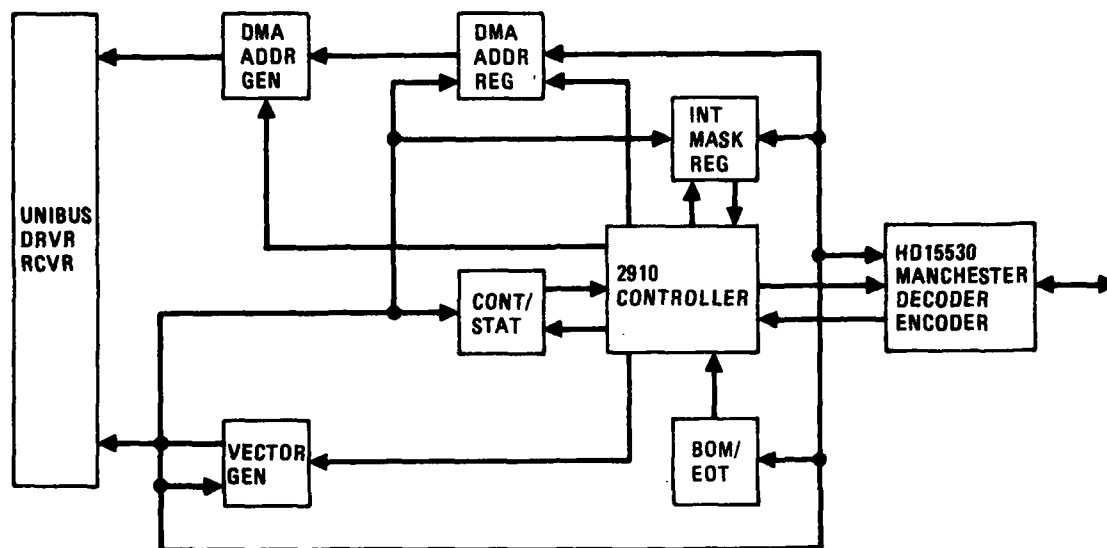 DMA
ADDR
GEN
DMA
ADDR
REG
INT
MASK
REG
UNIBUS
DRVR
RCVR
2910
CONTROLLER
HD15530
MANCHESTER
DECODER
ENCODER
CONT/
STAT
VECTOR
GEN
BOM/
EOT